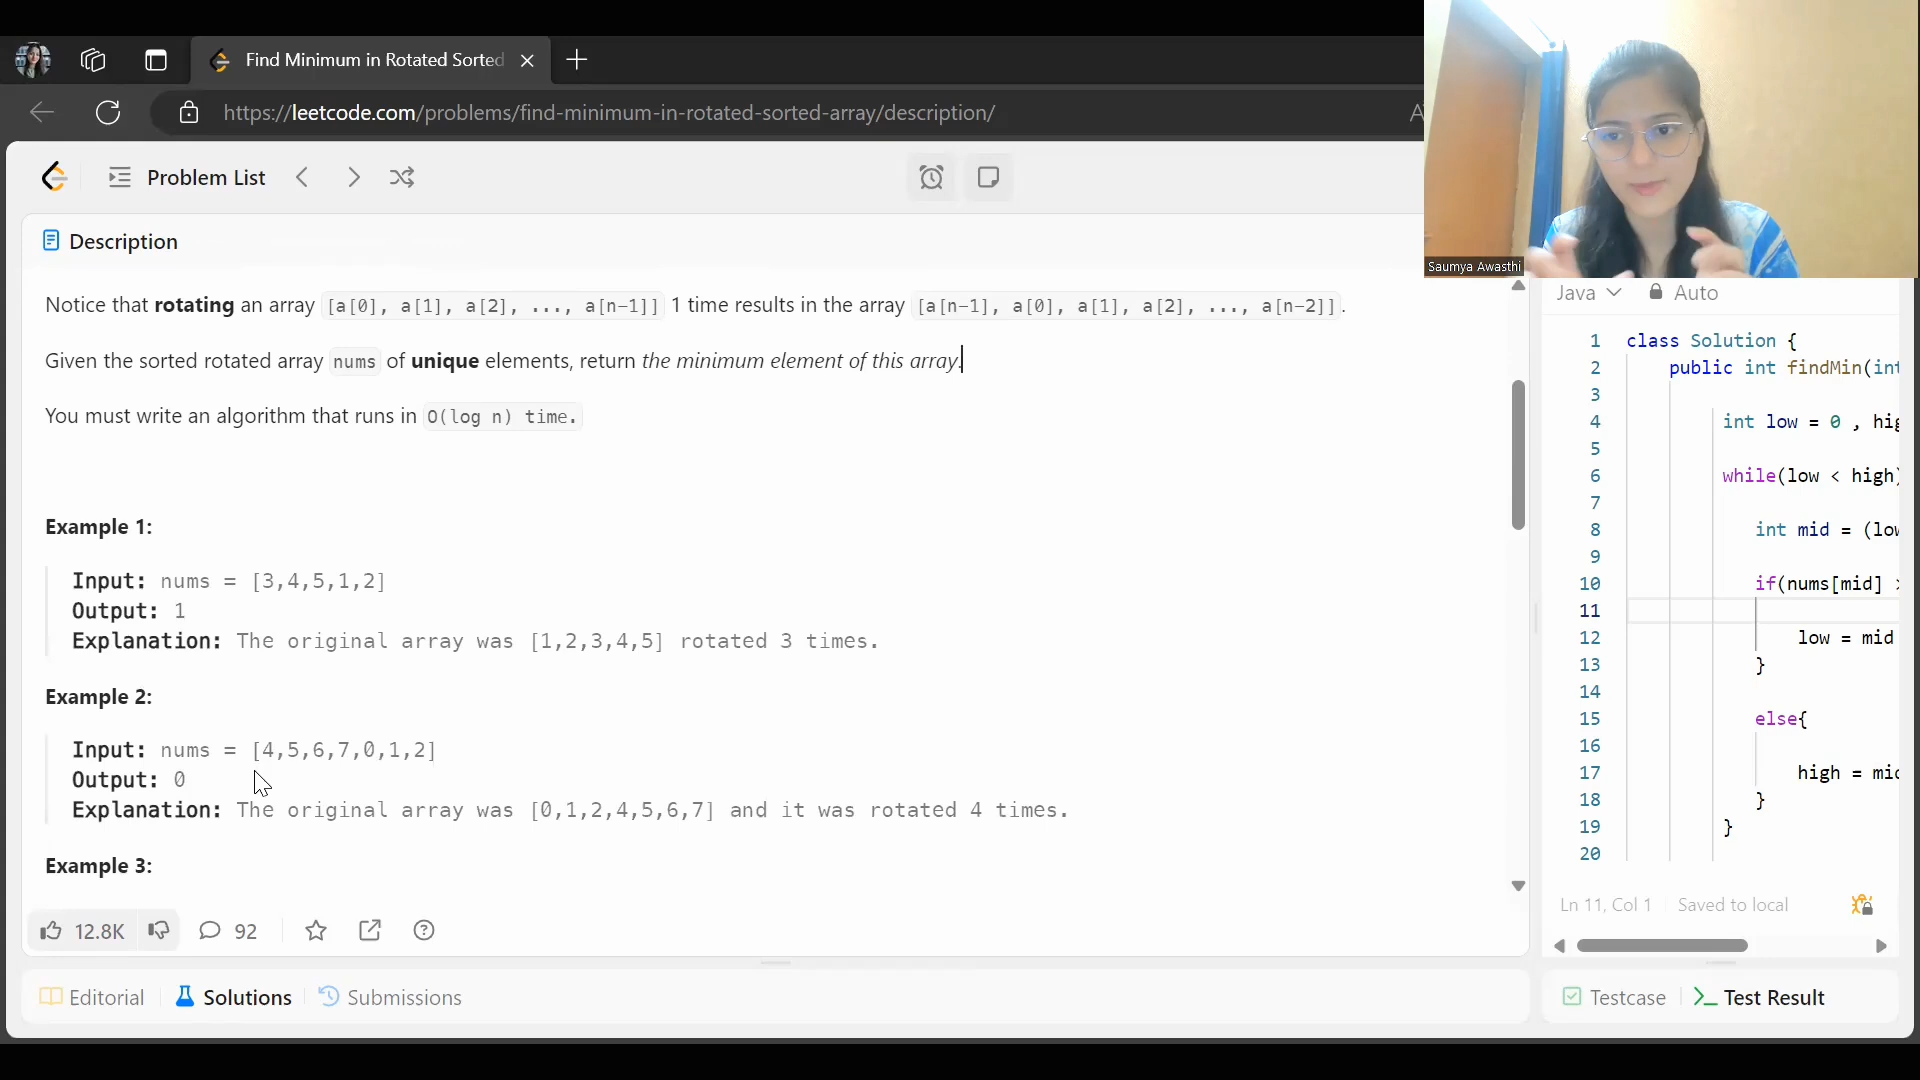 Find Minimum in Rotated Sorted
https://leetcode.com/problems/find-minimum-in-rotated-sorted-array/description/
Problem List
Saumya Awasthi
Description
Notice that rotating an array [a[0], a[1], a[2], ..., a[n-1]] 1 time results in the array [a[n-1], a[0], a[1], a[2], ..., a[n-2]].
Given the sorted rotated array nums of unique elements, return the minimum element of this array.
You must write an algorithm that runs in O(log n) time.
Example 1:
Input: nums = [3,4,5,1,2]
Output: 1
Explanation: The original array was [1,2,3,4,5] rotated 3 times.
Example 2:
Input: nums = [4,5,6,7,0,1,2]
Output: 0
Explanation: The original array was [0,1,2,4,5,6,7] and it was rotated 4 times.
Example 3:
12.8K
92
Editorial
Solutions
Submissions
Java
Auto
1 class Solution {
2 public int findMin(int
3
4 int low = 0 , hig
5
6 while(low < high)
7
8 int mid = (low
9
10 if(nums[mid] >
11
12 low = mid
13 }
14
15 else{
16
17 high = mid
18 }
19 }
20
Ln 11, Col 1
Saved to local
Testcase
Test Result